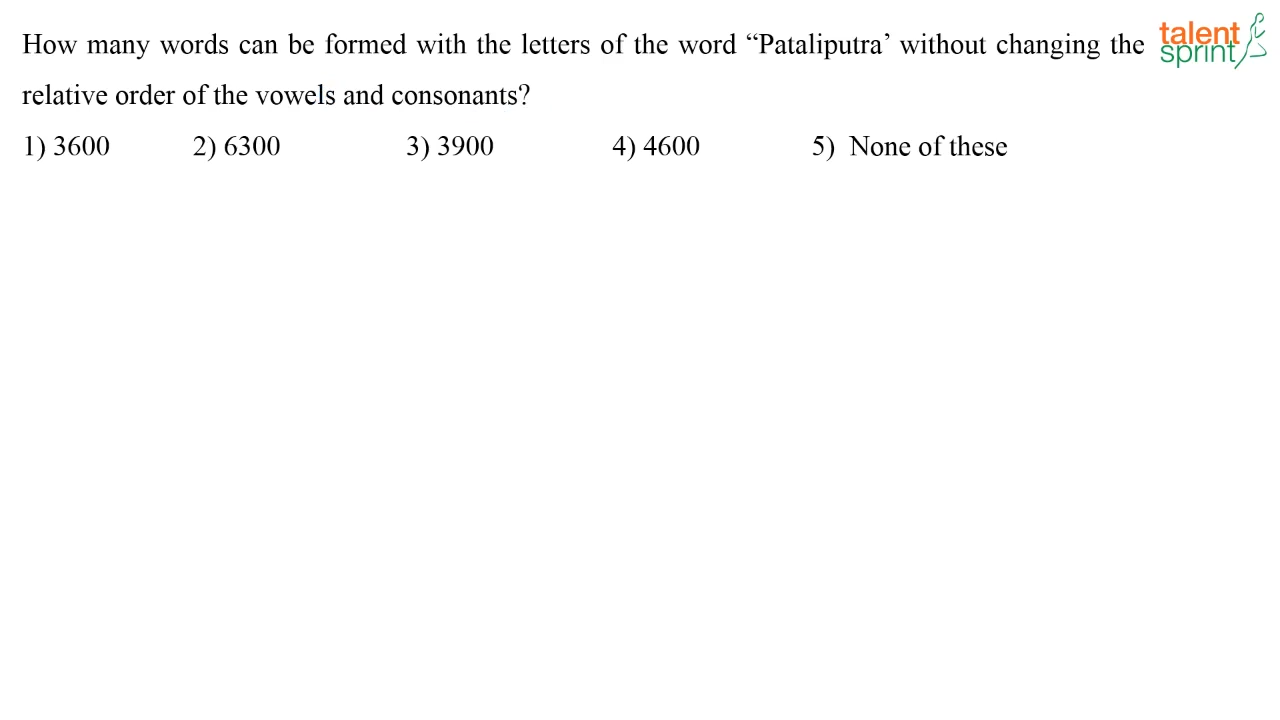 How many words can be formed with the letters of the word “Pataliputra’ without changing the
relative order of the vowels and consonants?
1) 3600 2) 6300 3) 3900 4) 4600 5) None of these
talent
sprint